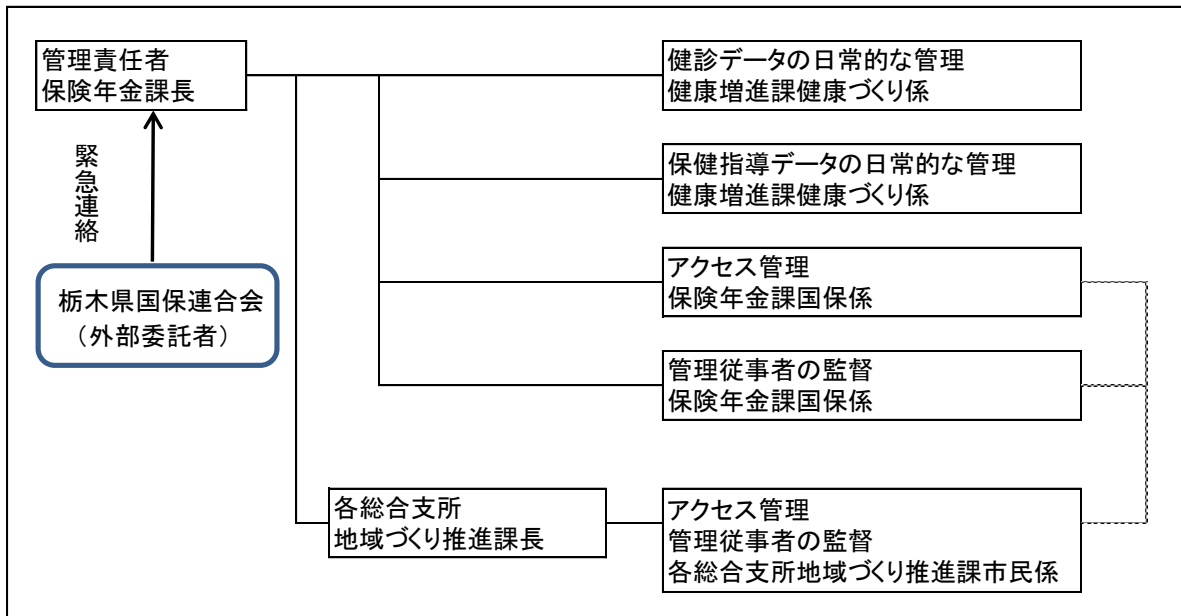 管理責任者
保険年金課長
緊急連絡
栃木県国保連合会
（外部委託者）
健診データの日常的な管理
健康増進課健康づくり係
保健指導データの日常的な管理
健康増進課健康づくり係
アクセス管理
保険年金課国保係
管理従事者の監督
保険年金課国保係
各総合支所
地域づくり推進課長
アクセス管理
管理従事者の監督
各総合支所地域づくり推進課市民係